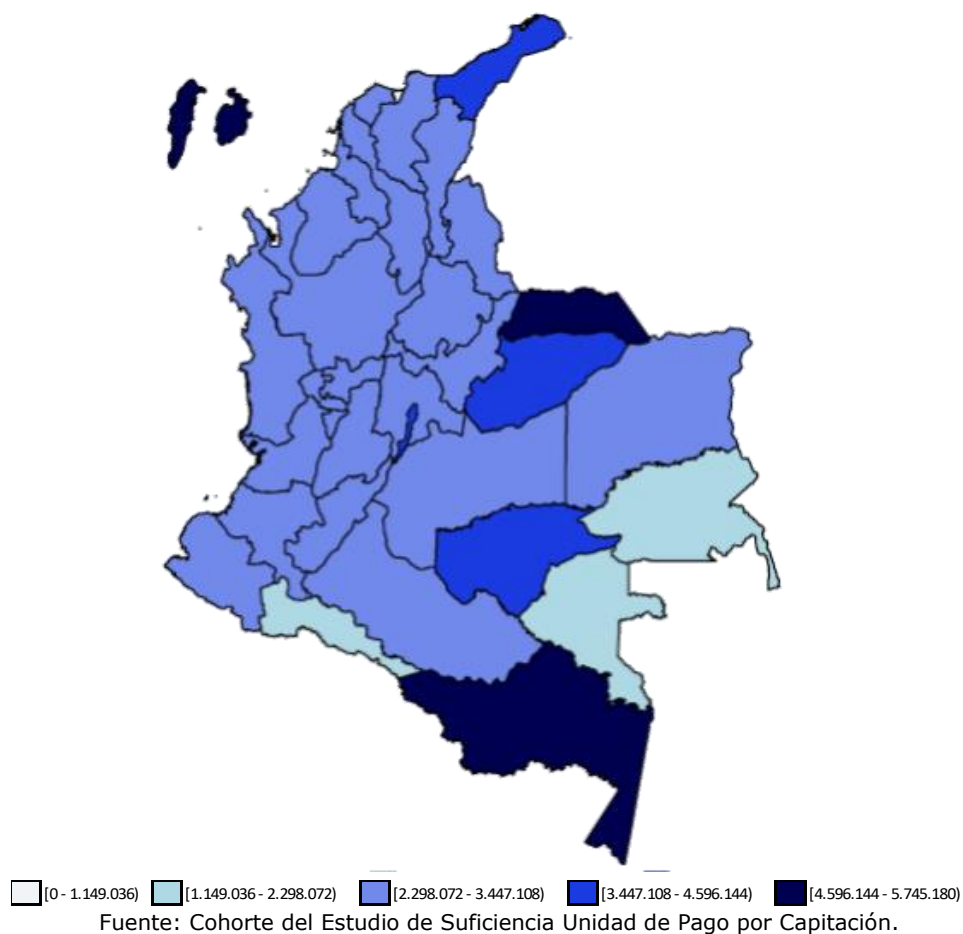 [0 - 1.149.036) [1.149.036 - 2.298.072) [2.298.072 - 3.447.108) [3.447.108 - 4.596.144) [4.596.144 - 5.745.180)
Fuente: Cohorte del Estudio de Suficiencia Unidad de Pago por Capitación.